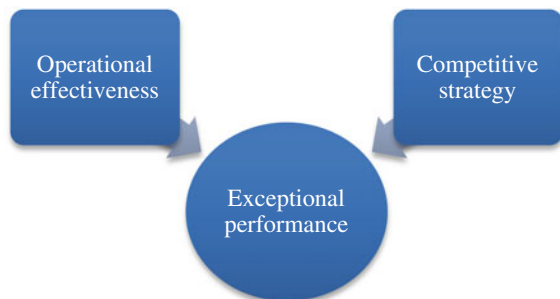 Operational
effectiveness
Competitive
strategy
Exceptional
performance